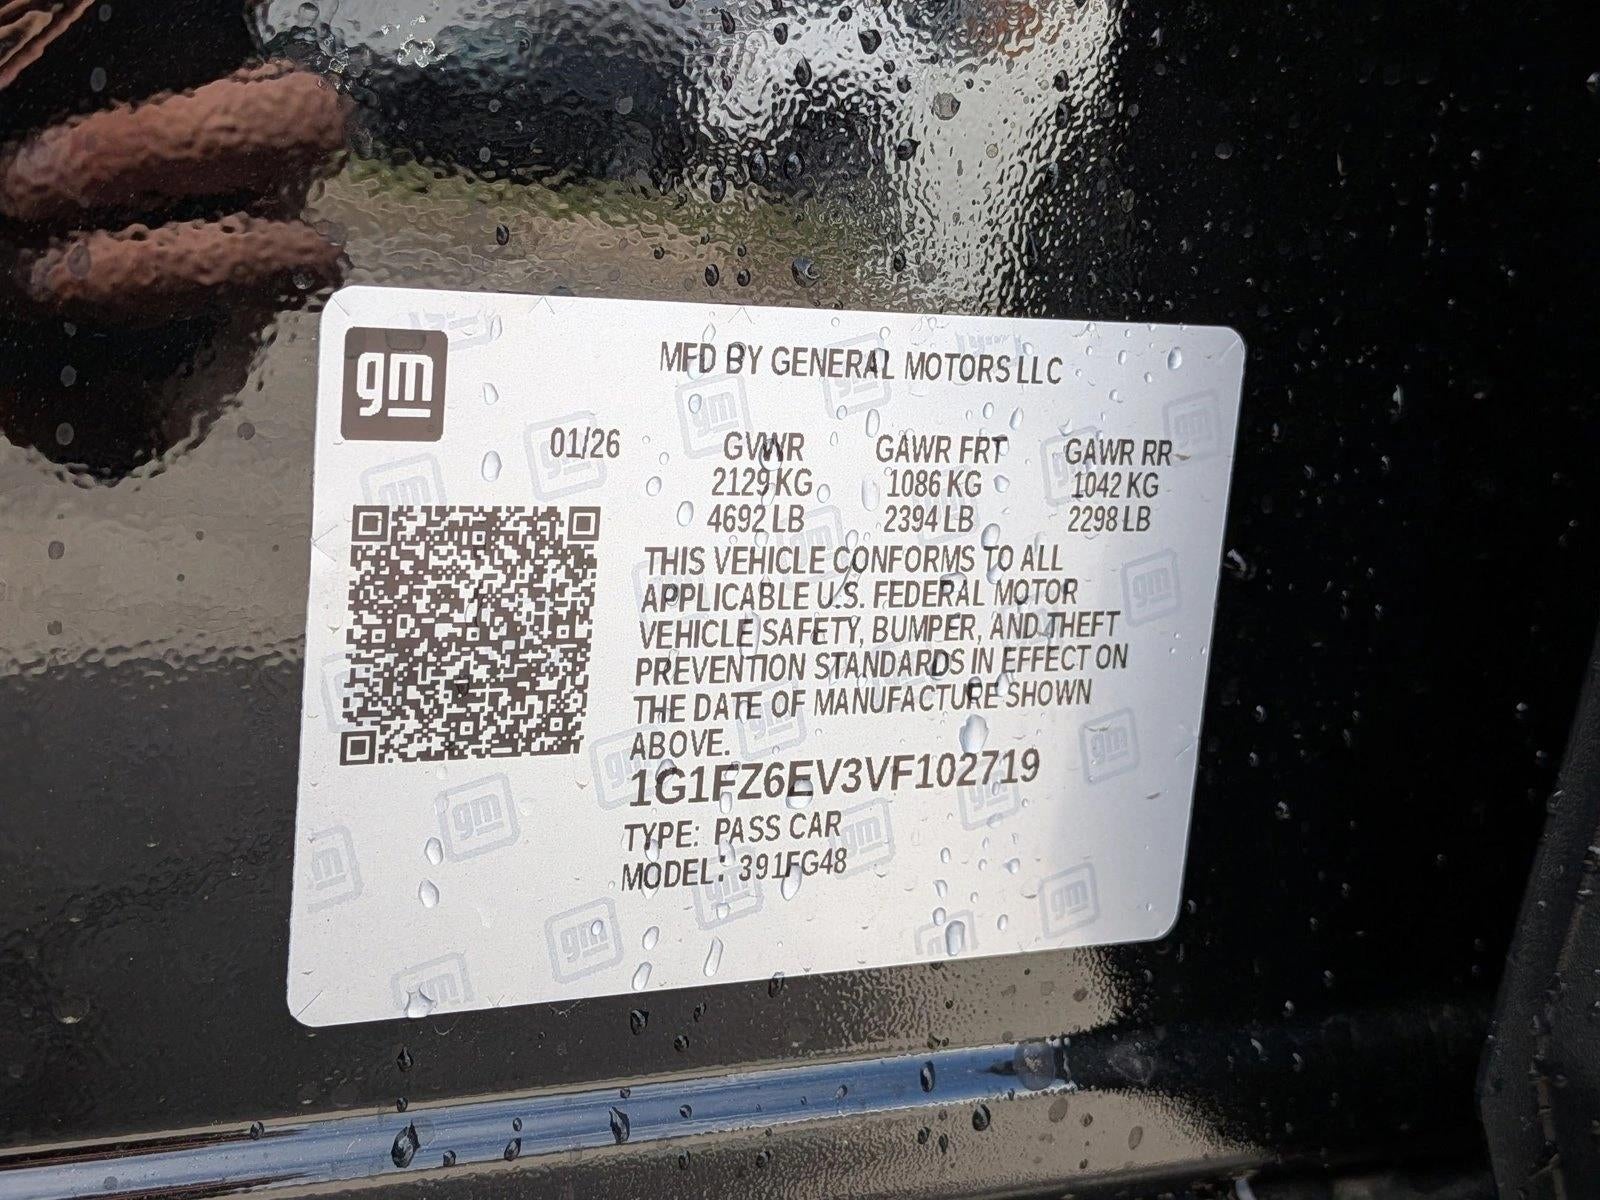 gm
MFD BY GENERAL MOTORS LLC
01/26 GVWR GAWR FRT GAWR RR
2129 KG 1086 KG 1042 KG
4692 LB 2394 LB 2298 LB
THIS VEHICLE CONFORMS TO ALL
APPLICABLE U.S. FEDERAL MOTOR
VEHICLE SAFETY, BUMPER, AND THEFT
PREVENTION STANDARDS IN EFFECT ON
THE DATE OF MANUFACTURE SHOWN
ABOVE.
1G1FZ6EV3VF102719
TYPE: PASS CAR
MODEL: 391FG48